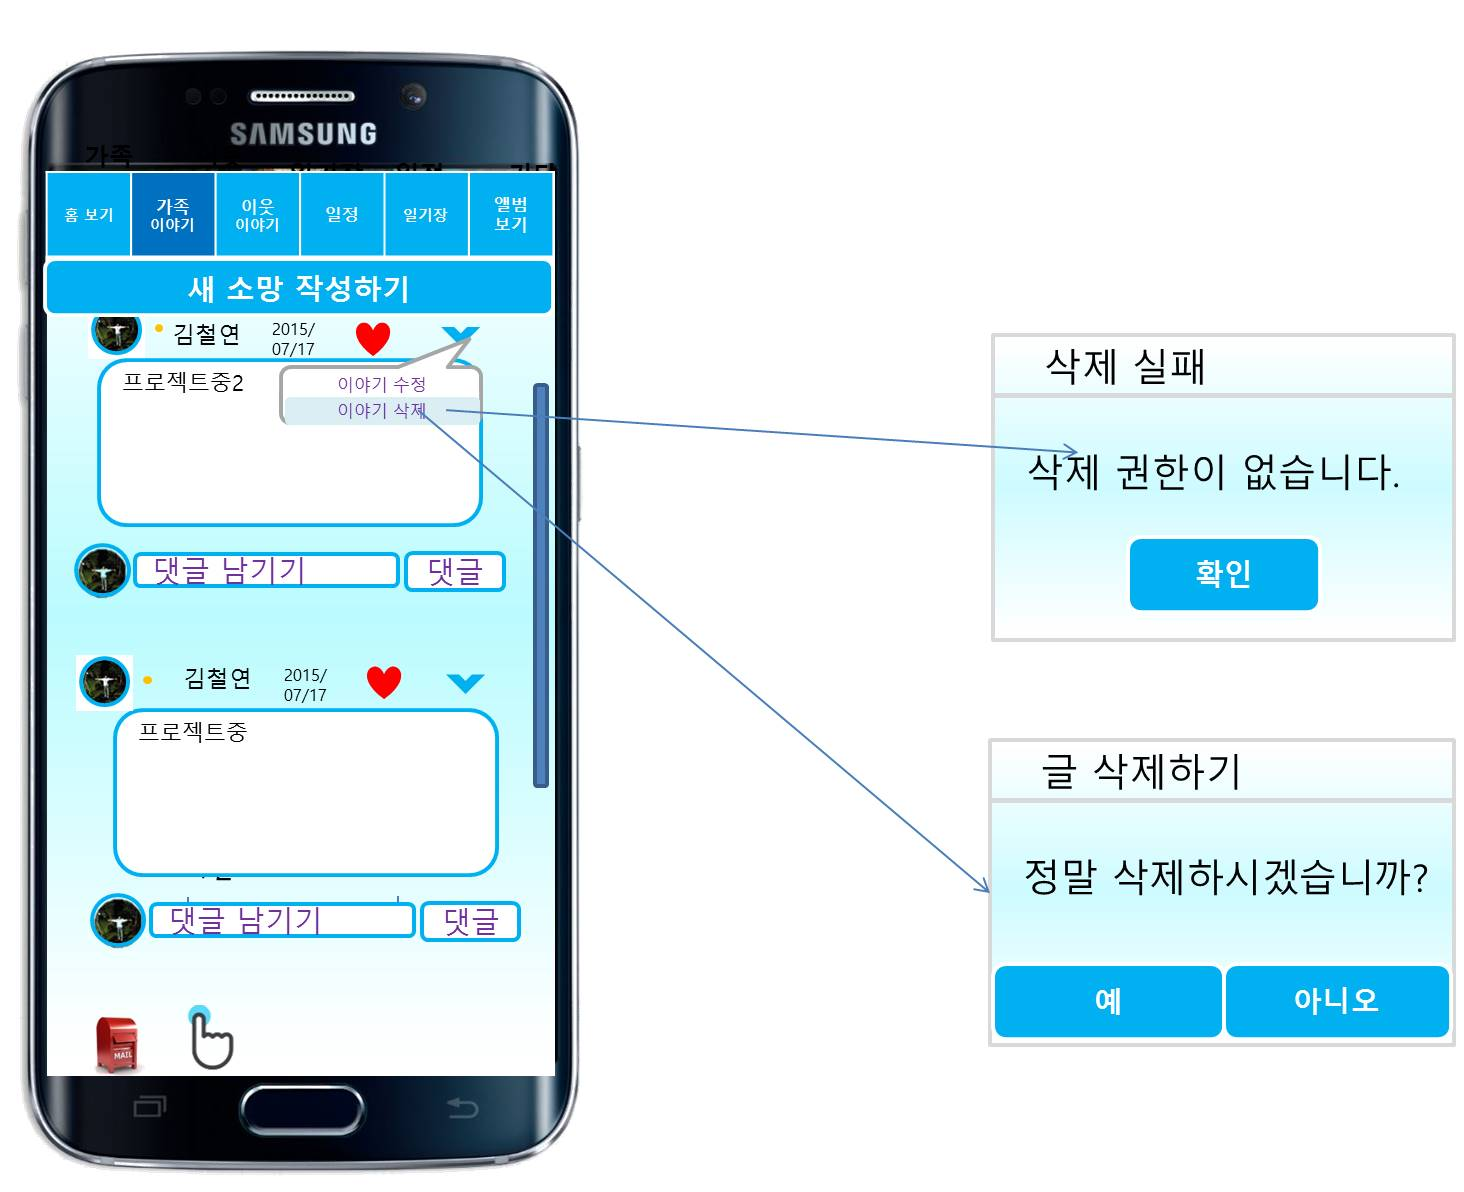 SAMSUNG
가족
홈 보기
가족
이야기
이웃
이야기
일정
일기장
앨범
보기
새 소망 작성하기
김철연
2015/
07/17
프로젝트중2
이야기 수정
이야기 삭제
댓글 남기기
댓글
김철연
2015/
07/17
프로젝트중
댓글 남기기
댓글
MAIL
삭제 실패
삭제 권한이 없습니다.
확인
글 삭제하기
정말 삭제하시겠습니까?
예
아니오